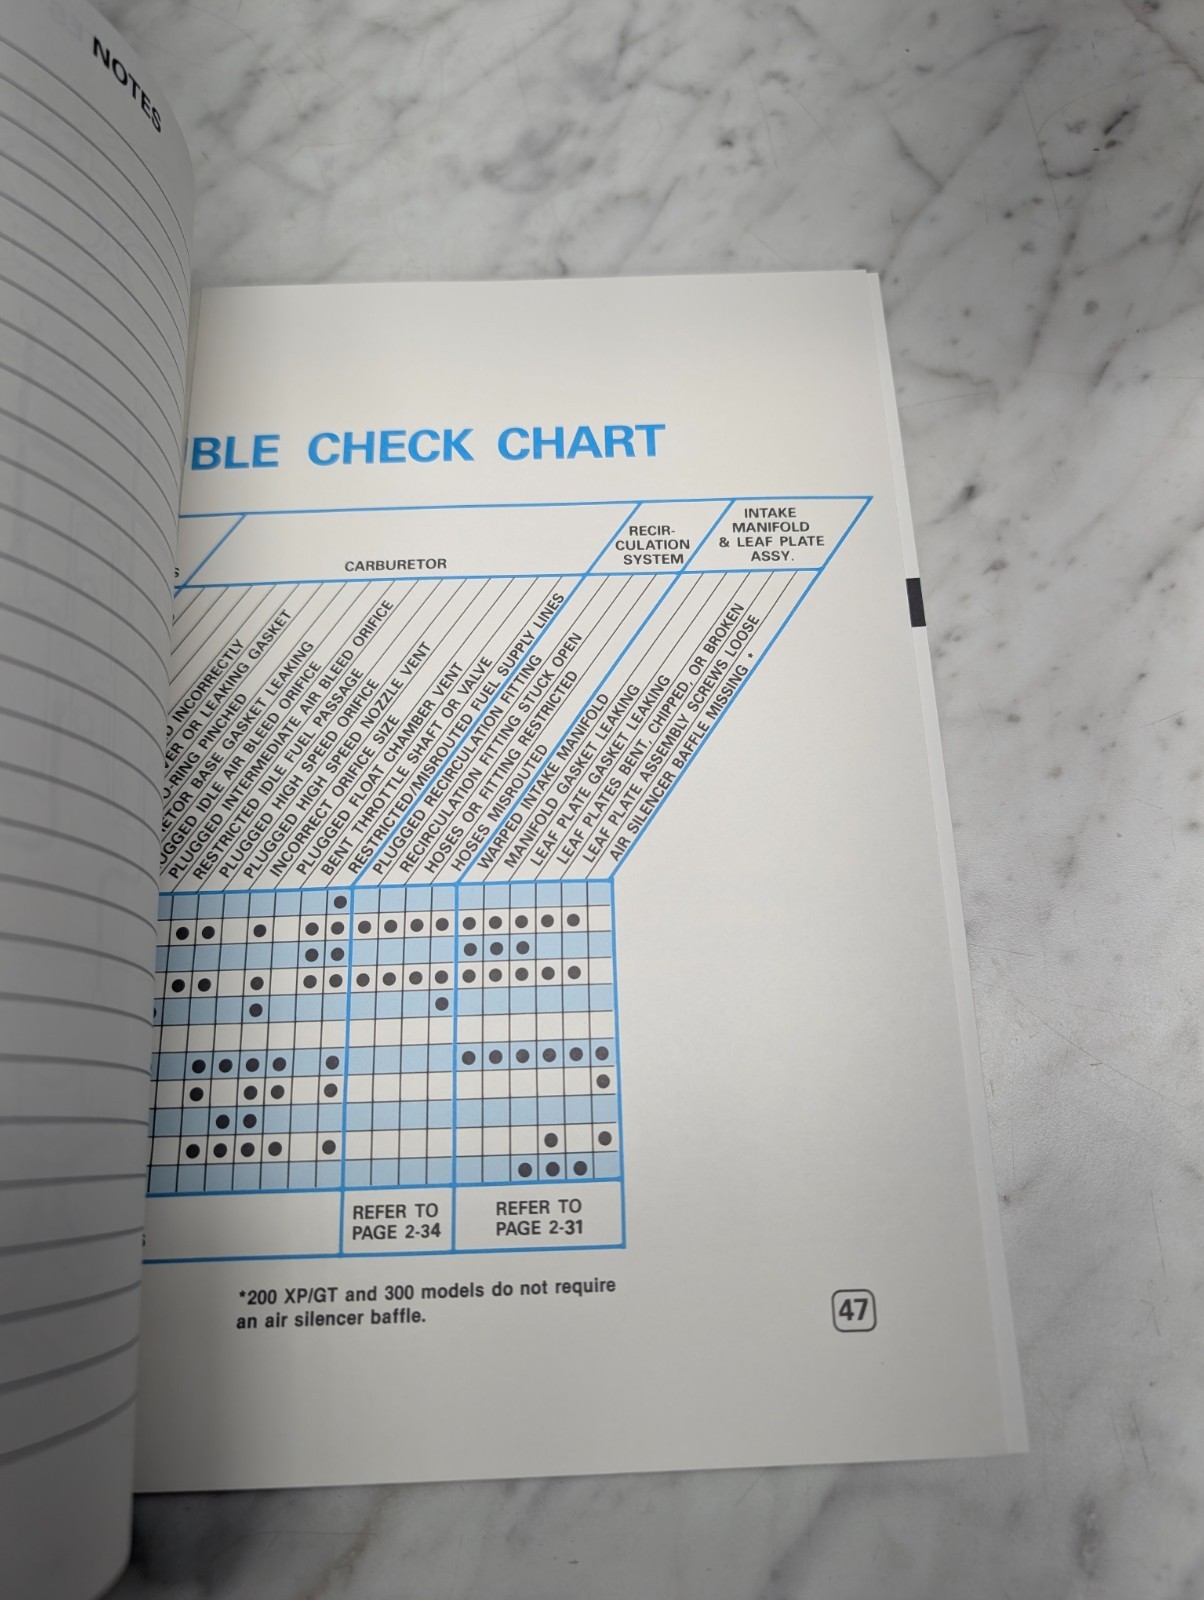 NOTES
BLE CHECK CHART
CARBURETOR
RECIR-
CULATION
SYSTEM
INTAKE
MANIFOLD
& LEAF PLATE
ASSY.
INCORRECTLY
OR LEAKING GASKET
O-RING PINCHED
BASE GASKET LEAKING
IDLE AIR BLEED ORIFICE
PLUGGED INTERMEDIATE AIR BLEED ORIFICE
RESTRICTED IDLE FUEL PASSAGE
PLUGGED HIGH SPEED ORIFICE
PLUGGED HIGH SPEED NOZZLE VENT
INCORRECT ORIFICE SIZE
PLUGGED FLOAT CHAMBER VENT
BENT THROTTLE SHAFT OR VALVE
RESTRICTED/MISROUTED FUEL SUPPLY LINES
PLUGGED RECIRCULATION FITTING
RECIRCULATION FITTING STUCK OPEN
HOSES OR FITTING RESTRICTED
HOSES MISROUTED
WARPED INTAKE MANIFOLD
MANIFOLD GASKET LEAKING
LEAF PLATE GASKET LEAKING
LEAF PLATES BENT, CHIPPED, OR BROKEN
LEAF PLATE ASSEMBLY SCREWS LOOSE
AIR SILENCER BAFFLE MISSING *
REFER TO
PAGE 2-34
REFER TO
PAGE 2-31
*200 XP/GT and 300 models do not require
an air silencer baffle.
47